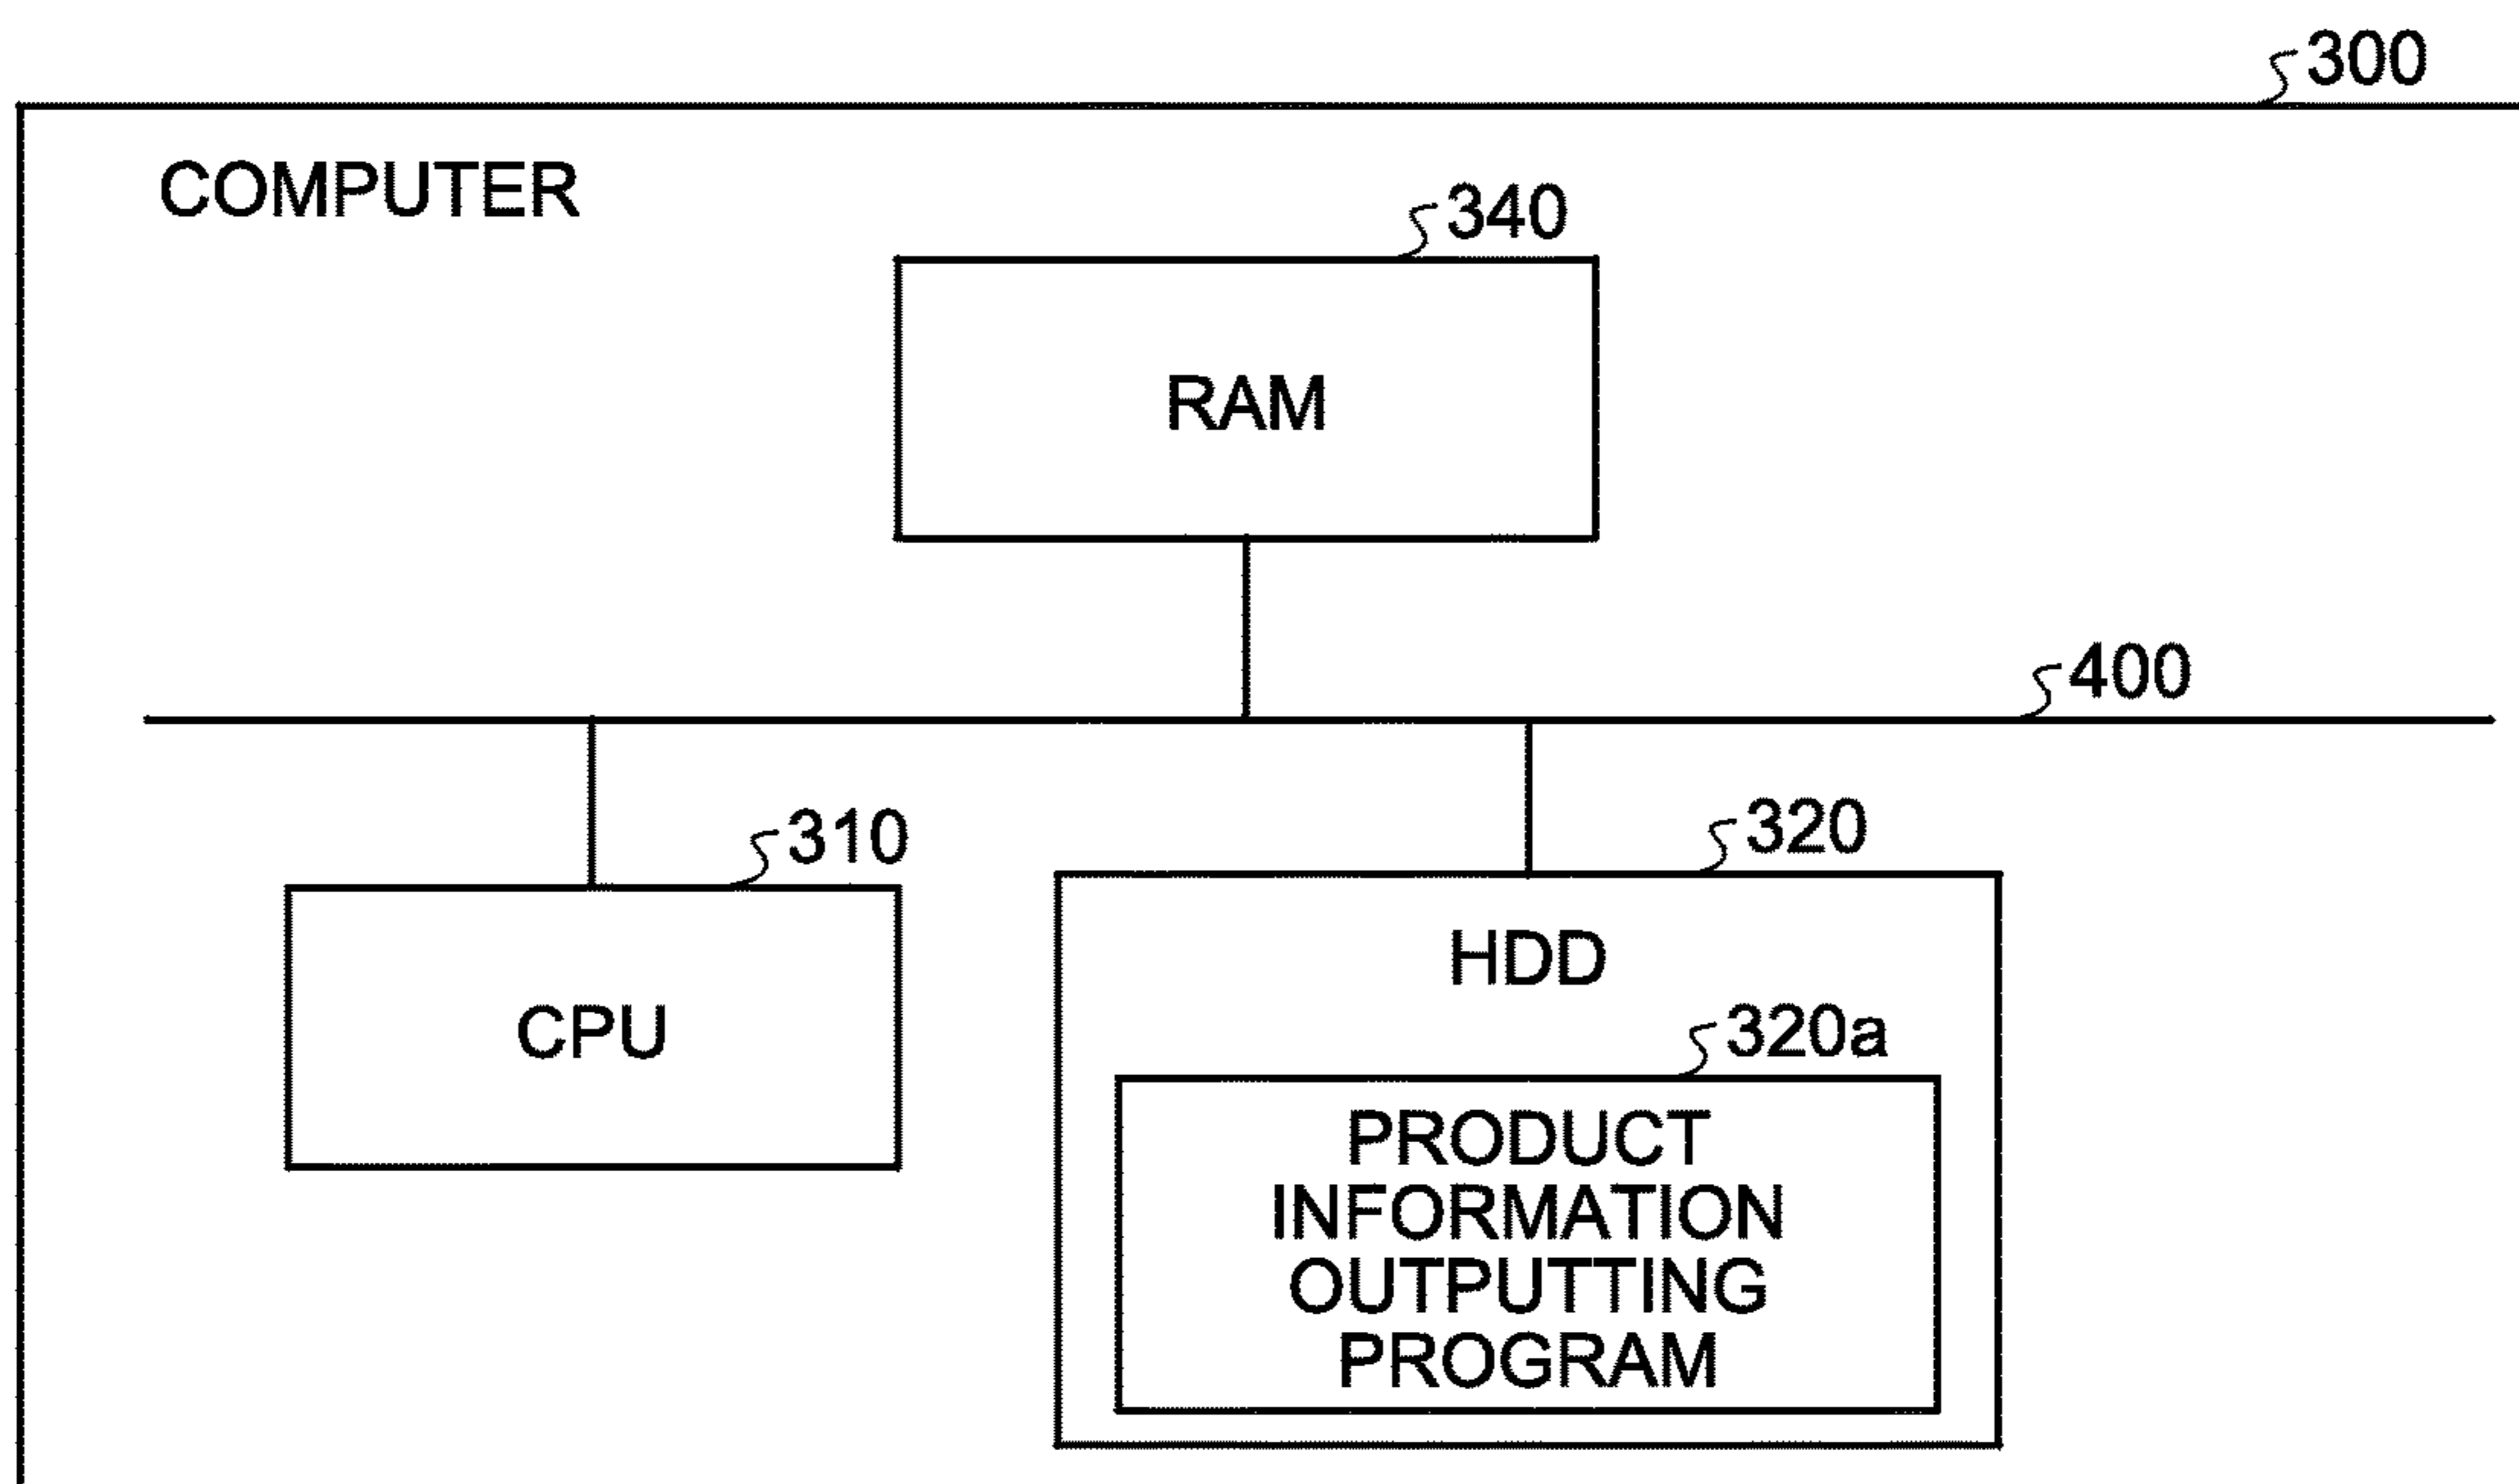 300
COMPUTER
340
RAM
400
310
CPU
320
HDD
320a
PRODUCT
INFORMATION
OUTPUTTING
PROGRAM